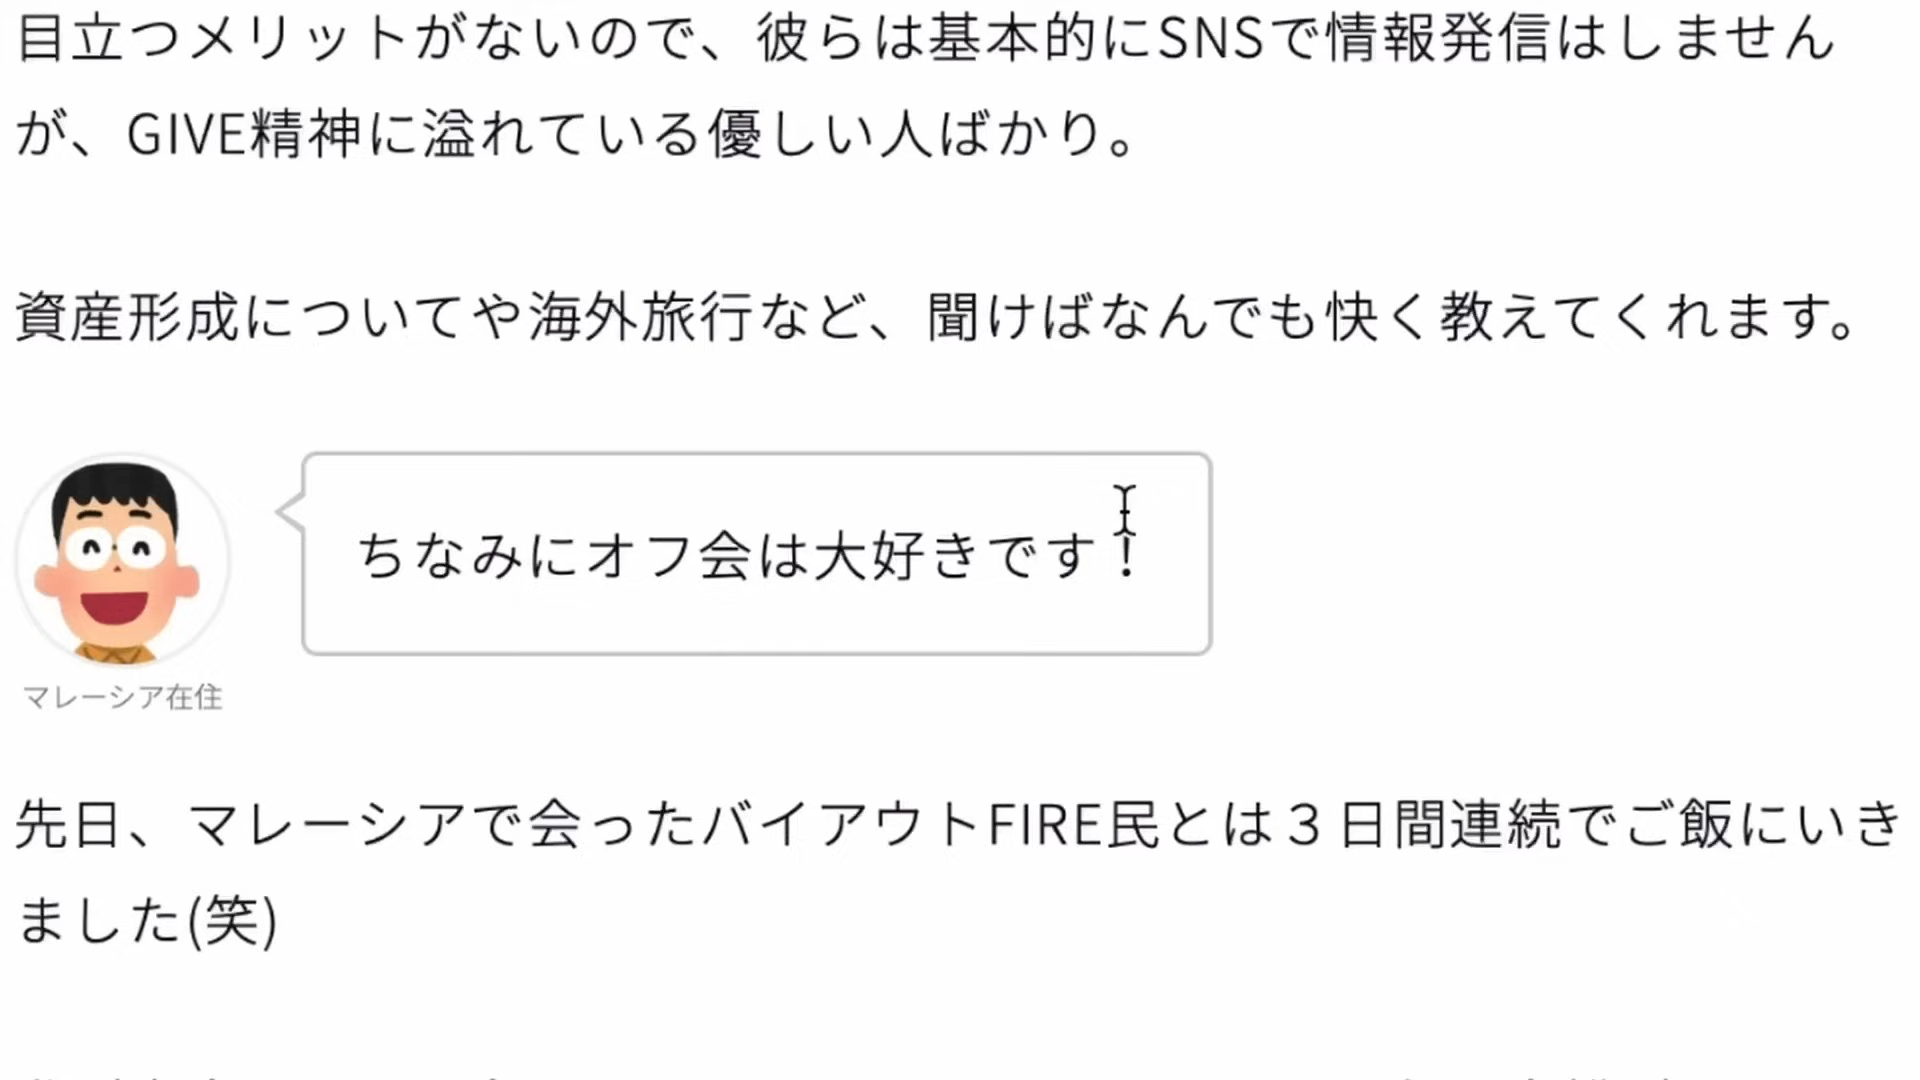 目立つメリットがないので、彼らは基本的にSNSで情報発信はしません
が、GIVE精神に溢れている優しい人ばかり。
資産形成についてや海外旅行など、聞けばなんでも快く教えてくれます。
ちなみにオフ会は大好きです！
マレーシア在住
先日、マレーシアで会ったバイアウトFIRE民とは３日間連続でご飯にいき
ました(笑)